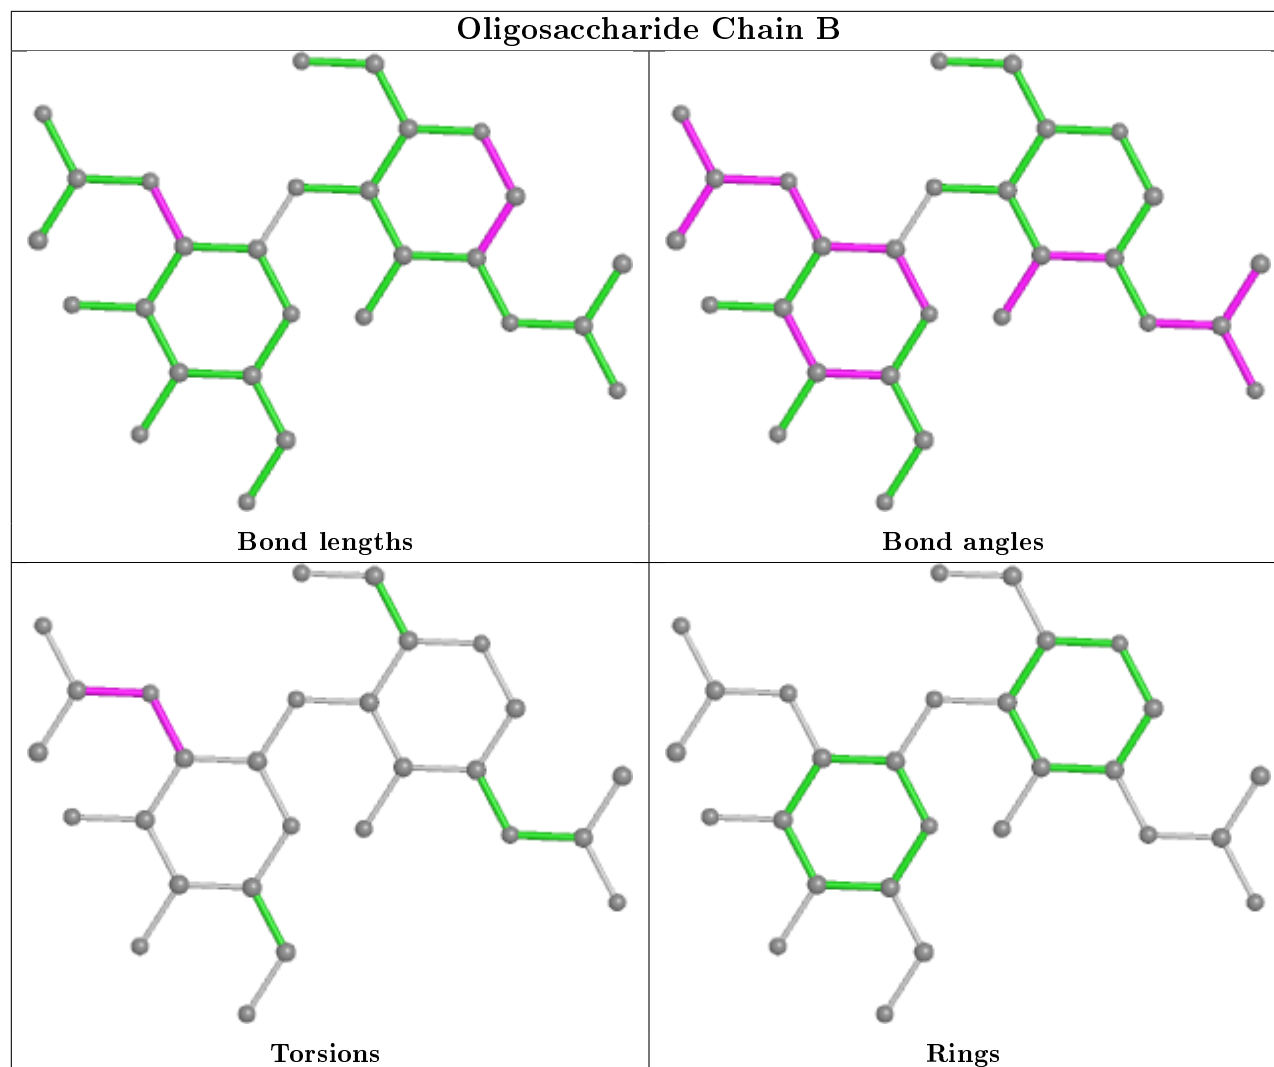 Oligosaccharide Chain B
Bond lengths
Bond angles
Torsions
Rings